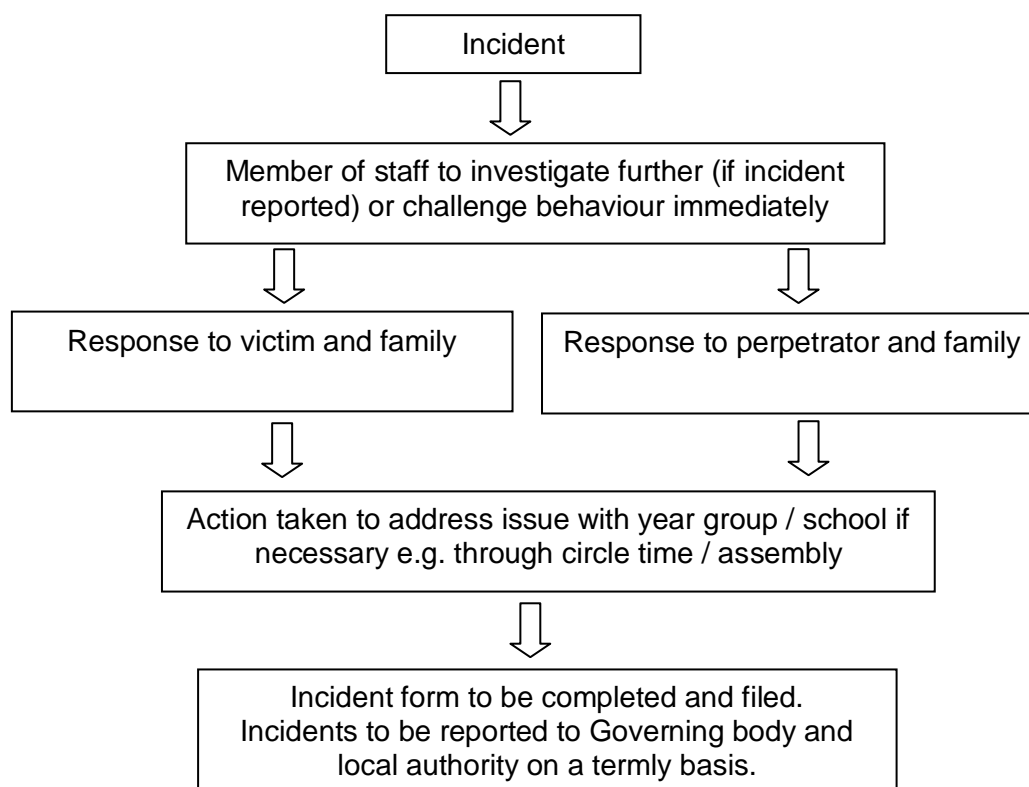 Incident
Member of staff to investigate further (if incident
reported) or challenge behaviour immediately
Response to victim and family
Response to perpetrator and family
Action taken to address issue with year group / school if
necessary e.g. through circle time / assembly
Incident form to be completed and filed.
Incidents to be reported to Governing body and
local authority on a termly basis.